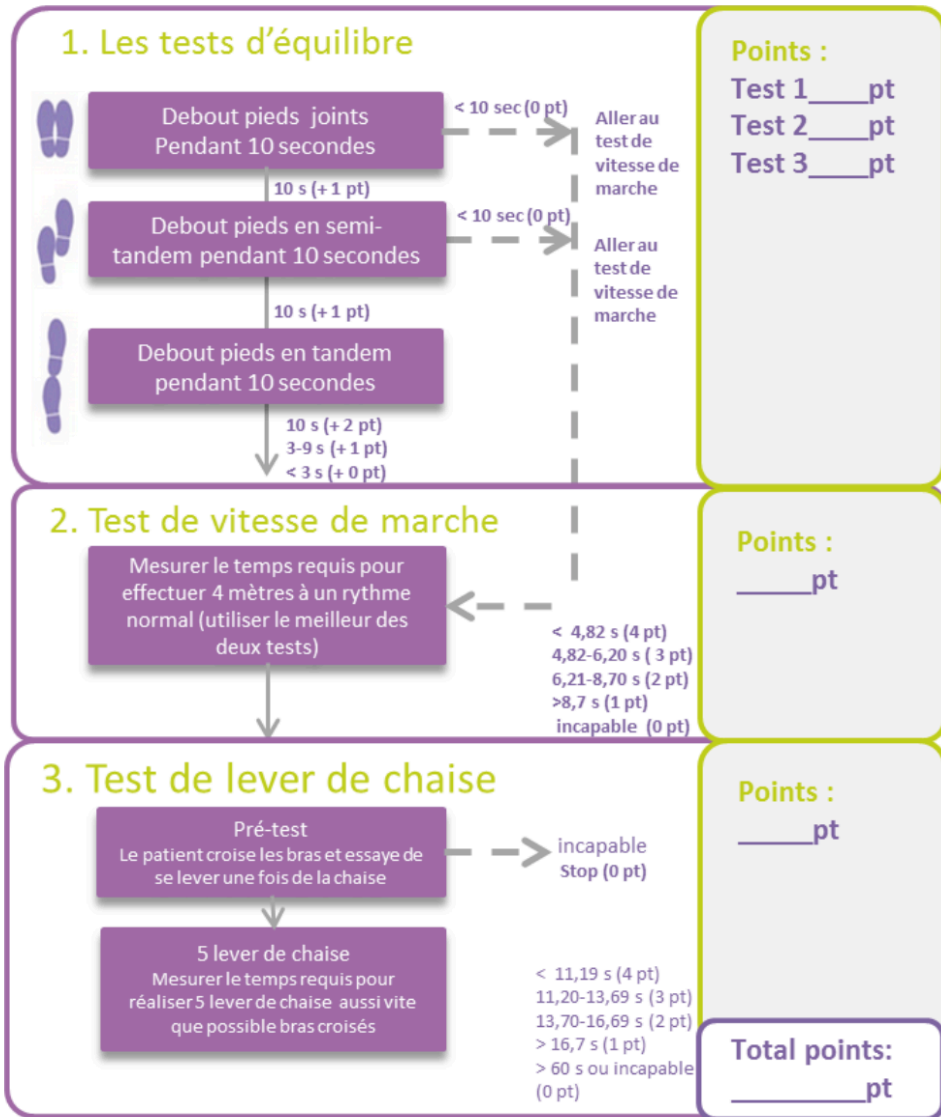 1. Les tests d'équilibre
Debout pieds joints
Pendant 10 secondes
< 10 sec (0 pt)
Aller au
test de
vitesse de
marche
10 s (+ 1 pt)
Debout pieds en semi-
tandem pendant 10 secondes
< 10 sec (0 pt)
Aller au
test de
vitesse de
marche
10 s (+ 1 pt)
Debout pieds en tandem
pendant 10 secondes
10 s (+ 2 pt)
3-9 s (+ 1 pt)
< 3 s (+ 0 pt)
Points :
Test 1____pt
Test 2____pt
Test 3____pt
2. Test de vitesse de marche
Mesurer le temps requis pour
effectuer 4 mètres à un rythme
normal (utiliser le meilleur des
deux tests)
< 4,82 s (4 pt)
4,82-6,20 s ( 3 pt)
6,21-8,70 s (2 pt)
>8,7 s (1 pt)
incapable (0 pt)
Points :
_____pt
3. Test de lever de chaise
Pré-test
Le patient croise les bras et essaye de
se lever une fois de la chaise
incapable
Stop (0 pt)
5 lever de chaise
Mesurer le temps requis pour
réaliser 5 lever de chaise aussi vite
que possible bras croisés
< 11,19 s (4 pt)
11,20-13,69 s (3 pt)
13,70-16,69 s (2 pt)
> 16,7 s (1 pt)
> 60 s ou incapable
(0 pt)
Points :
_____pt
Total points:
_________pt